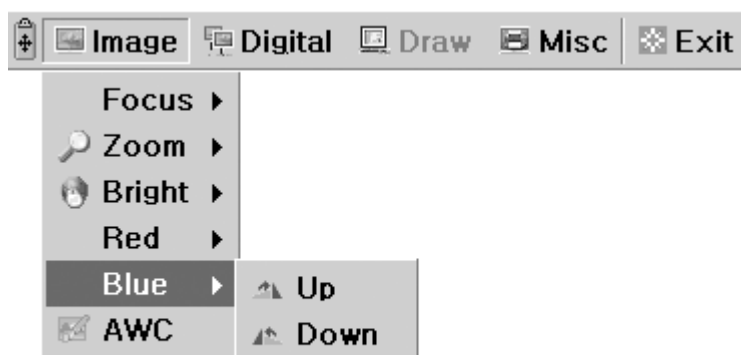 Image Digital Draw Misc Exit
Focus
Zoom
Bright
Red
Blue
Up
AWC
Down